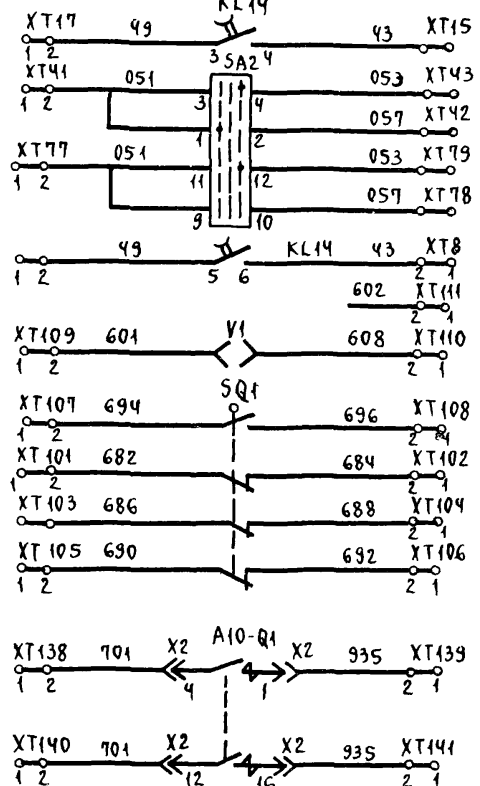 KL14
XT17 49 43 XT15
1 2 3 4
SA2
XT41 051 053 XT43
1 2 3 4
057 XT42
1 2
XT77 051 053 XT79
1 2 11 12
057 XT78
9 10
49 KL14 43 XT8
1 2 5 6 2 1
602 XT111
2 1
V1
XT109 601 608 XT110
1 2 2 1
SQ1
XT107 694 696 XT108
1 2 2
XT101 682 684 XT102
1 2 2 1
XT103 686 688 XT104
1 2 2 1
XT105 690 692 XT106
1 2 2 1
A10-Q1
XT138 701 X2 X2 935 XT139
1 2 4 1 2 1
XT140 701 X2 X2 935 XT141
1 2 12 16 2 1